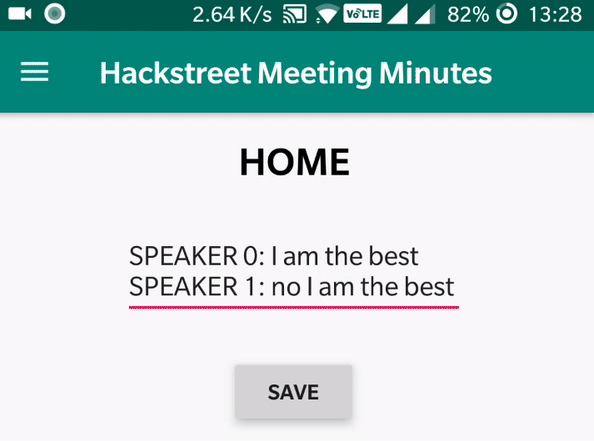 2.64 K/s VoLTE 82% 13:28
Hackstreet Meeting Minutes
HOME
SPEAKER 0: I am the best
SPEAKER 1: no I am the best
SAVE